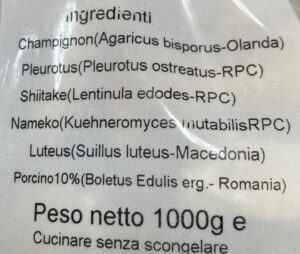 Ingredienti
Champignon(Agaricus bisporus-Olanda)
Pleurotus(Pleurotus ostreatus-RPC)
Shiitake(Lentinula edodes-RPC)
Nameko(Kuehneromyces mutabilisRPC)
Luteus(Suillus luteus-Macedonia)
Porcino10%(Boletus Edulis erg.- Romania)
Peso netto 1000g e
Cucinare senza scongelare